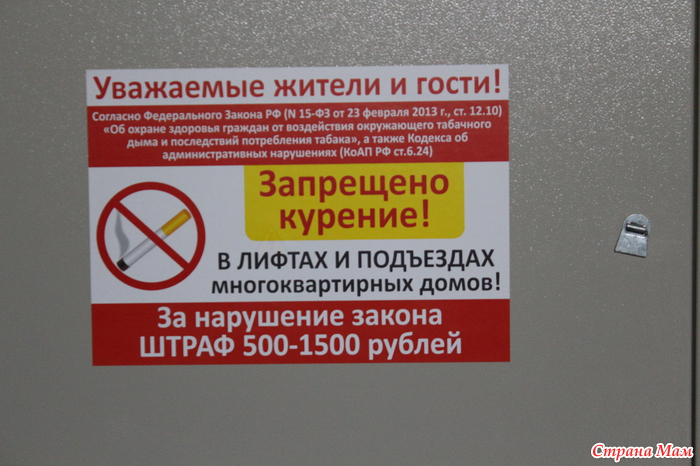 Уважаемые жители и гости!
Согласно Федерального Закона РФ (N 15-ФЗ от 23 февраля 2013 г., ст. 12.10)
«Об охране здоровья граждан от воздействия окружающего табачного
дыма и последствий потребления табака», а также Кодекса об
административных нарушениях (КоАП РФ ст.6.24)
Запрещено
курение!
В ЛИФТАХ И ПОДЪЕЗДАХ
многоквартирных домов!
За нарушение закона
ШТРАФ 500-1500 рублей
Страна Мам